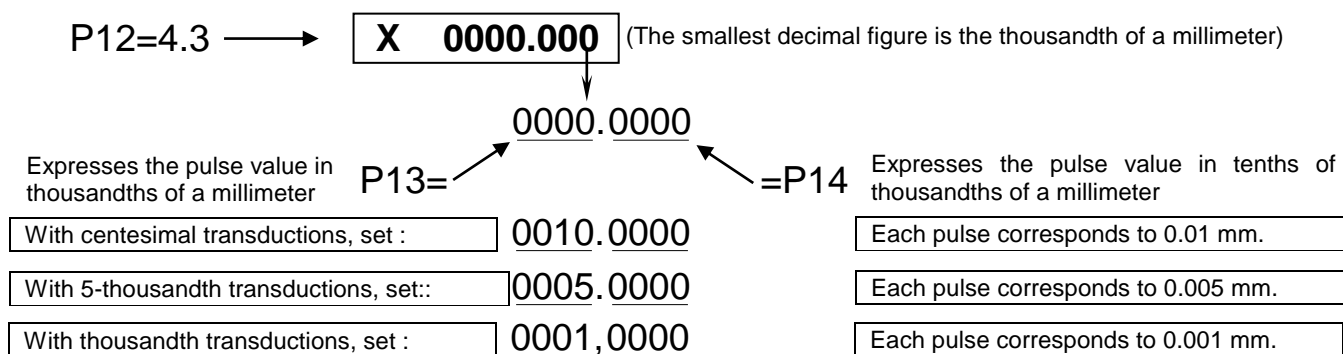 P12=4.3 X 0000.000 (The smallest decimal figure is the thousandth of a millimeter)
0000.0000
Expresses the pulse value in
thousandths of a millimeter
P13=
=P14
Expresses the pulse value in tenths of
thousandths of a millimeter
With centesimal transductions, set : 0010.0000 Each pulse corresponds to 0.01 mm.
With 5-thousandth transductions, set:: 0005.0000 Each pulse corresponds to 0.005 mm.
With thousandth transductions, set : 0001,0000 Each pulse corresponds to 0.001 mm.